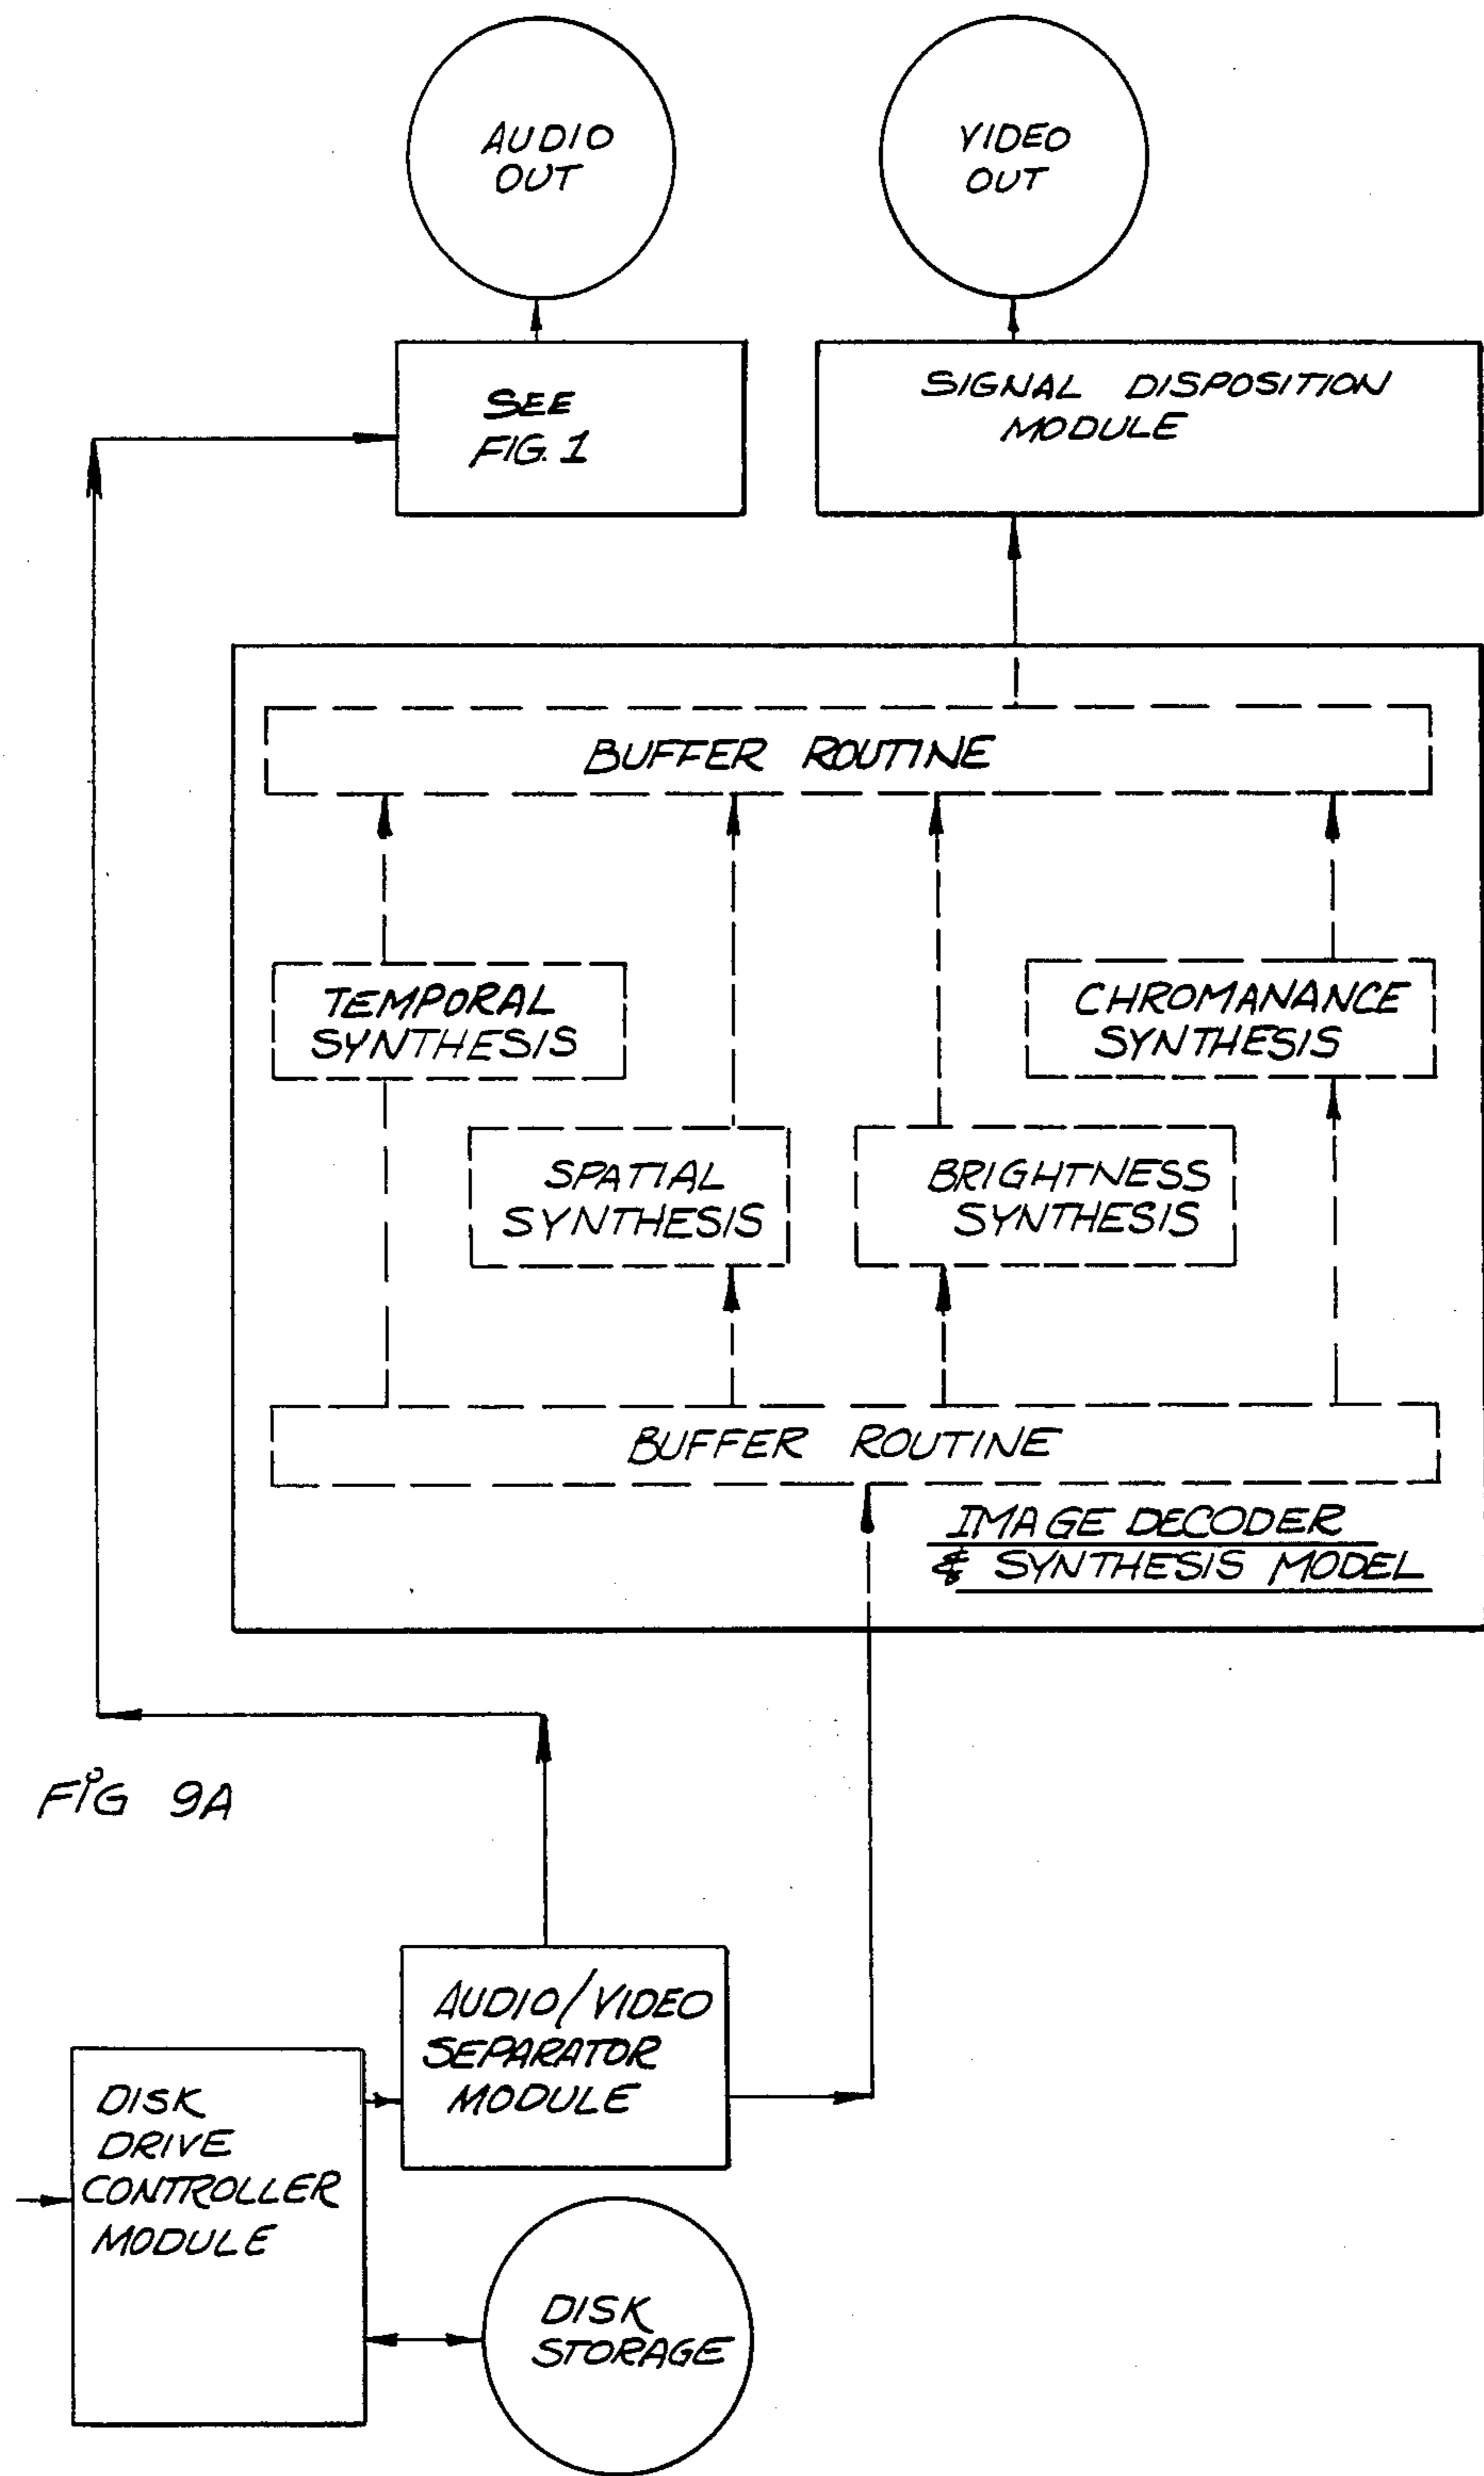 AUDIO
OUT
VIDEO
OUT
SEE
FIG. 1
SIGNAL DISPOSITION
MODULE
BUFFER ROUTINE
TEMPORAL
SYNTHESIS
CHROMANANCE
SYNTHESIS
SPATIAL
SYNTHESIS
BRIGHTNESS
SYNTHESIS
BUFFER ROUTINE
IMAGE DECODER
& SYNTHESIS MODEL
FIG 9A
AUDIO/VIDEO
SEPARATOR
MODULE
DISK
DRIVE
CONTROLLER
MODULE
DISK
STORAGE